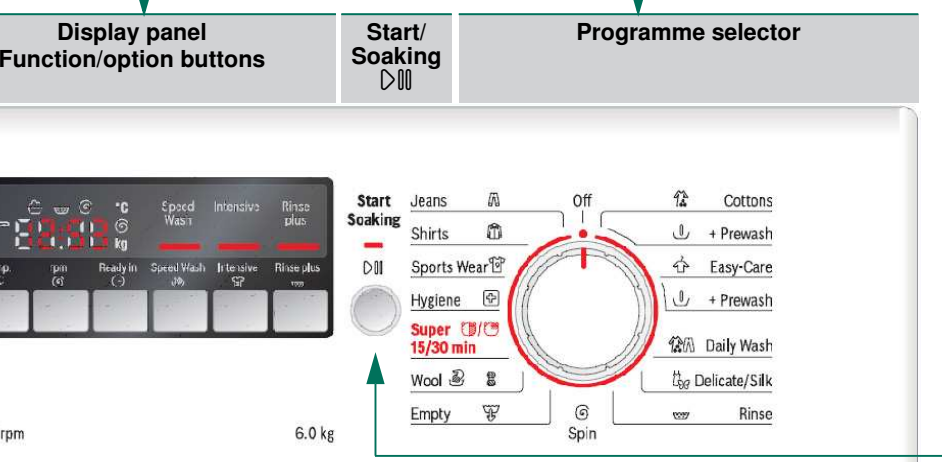 Display panel
Function/option buttons
Start/
Soaking
Programme selector
°C
kg
Speed
Wash
Intensive
Rinse
plus
rpm
Ready in
Speed Wash
Intensive
Rinse plus
Start
Soaking
Jeans
Shirts
Sports Wear
Hygiene
Super
15/30 min
Wool
Empty
Off
Spin
Cottons
+ Prewash
Easy-Care
+ Prewash
Daily Wash
Delicate/Silk
Rinse
rpm
6.0 kg